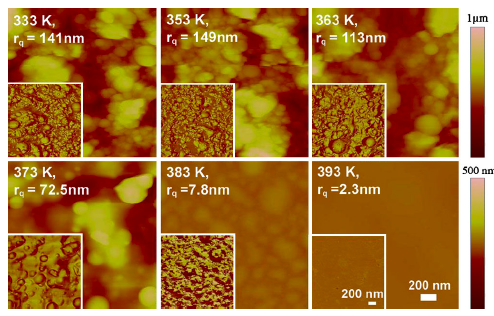 333 K,
rq = 141nm
353 K,
rq = 149nm
363 K,
rq = 113nm
1μm
373 K,
rq = 72.5nm
383 K,
rq =7.8nm
393 K,
rq =2.3nm
500 nm
200 nm
200 nm